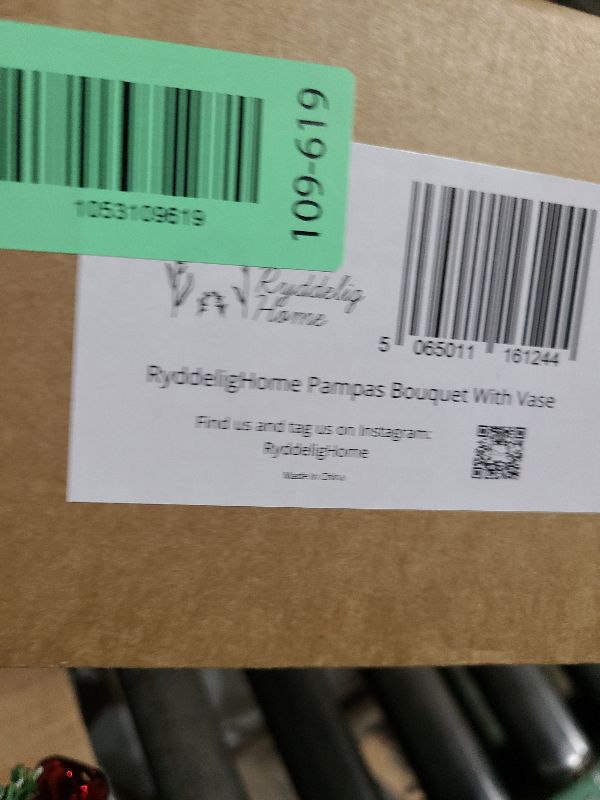 1053109619
109-619
Ryddelig
Home
5 065011 161244
RyddeligHome Pampas Bouquet With Vase
Find us and tag us on Instagram:
RyddeligHome
Made in China